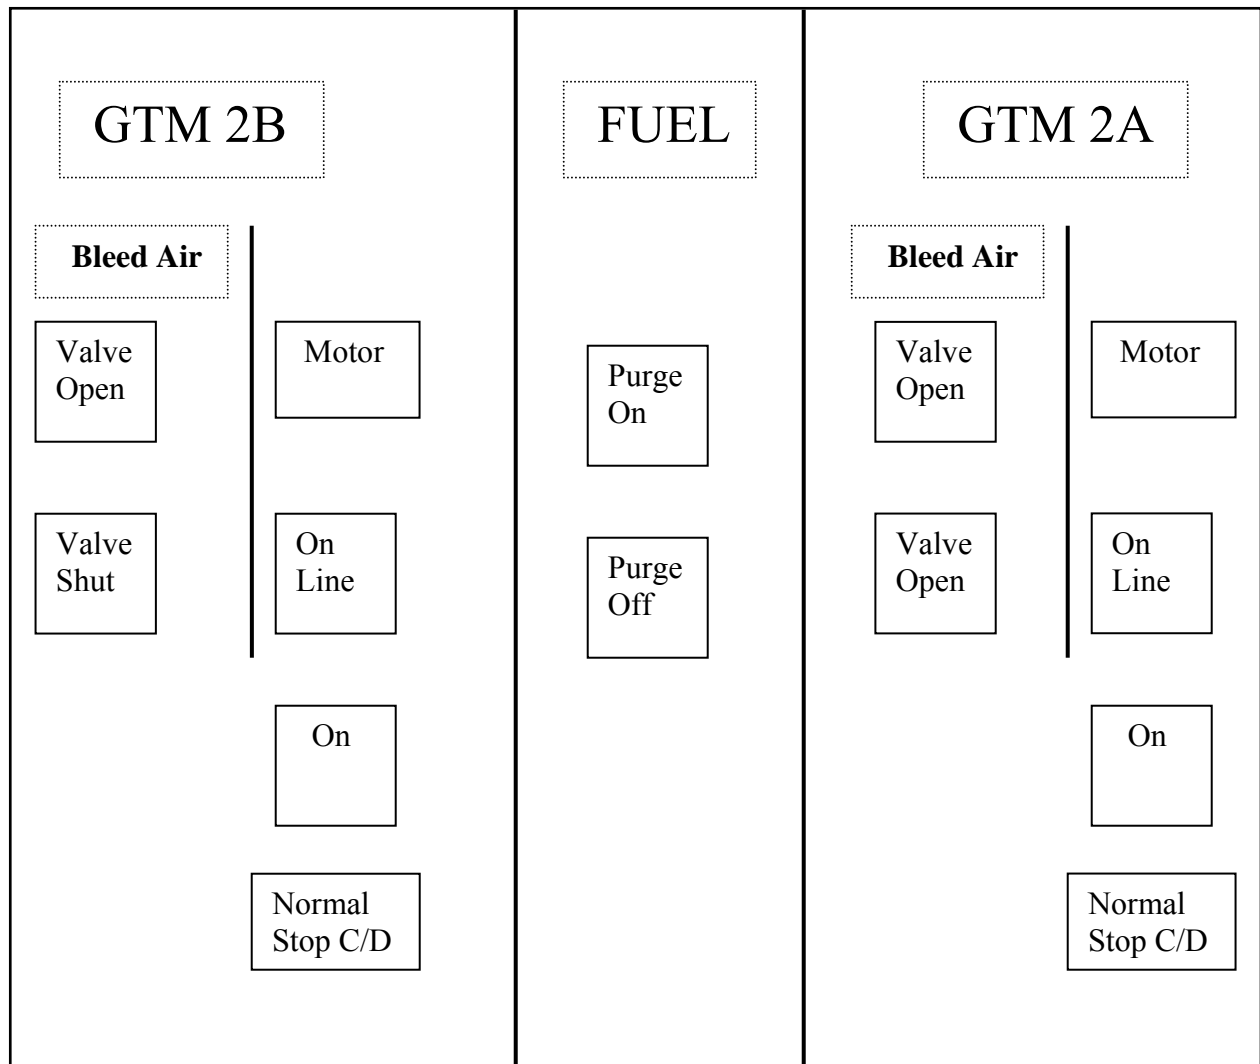 GTM 2B
Bleed Air
Valve
Open
Motor
Valve
Shut
On
Line
On
Normal
Stop C/D
FUEL
Purge
On
Purge
Off
GTM 2A
Bleed Air
Valve
Open
Motor
Valve
Open
On
Line
On
Normal
Stop C/D